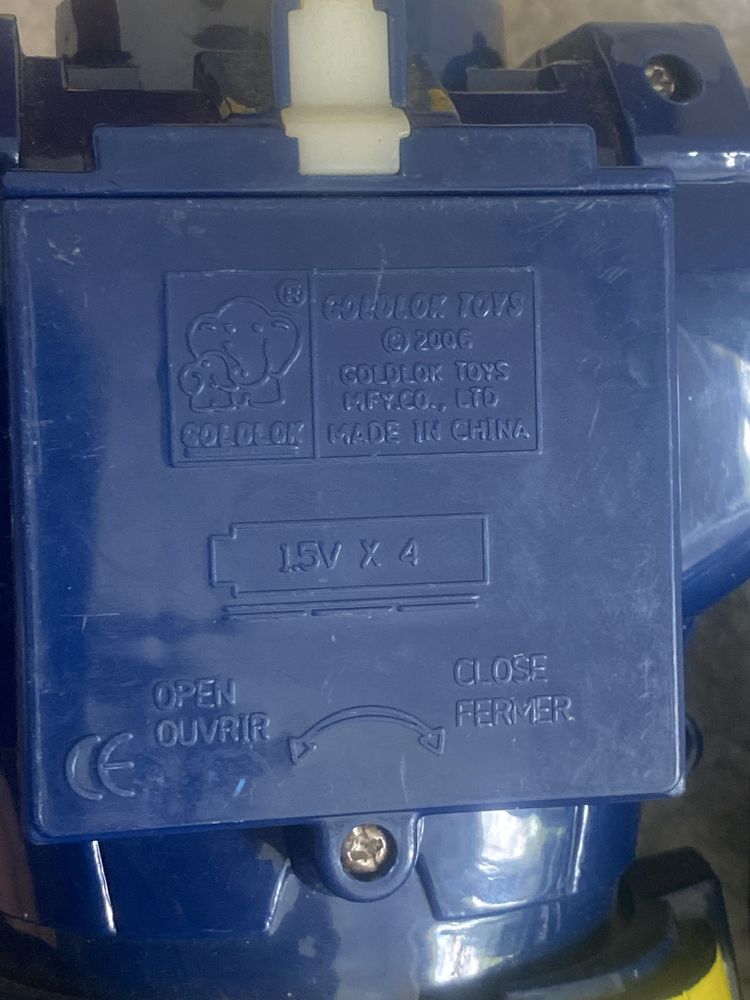 ®
GOLDLOK
GOLDLOK TOYS
© 2006
GOLDLOK TOYS
MFY.CO., LTD
MADE IN CHINA
1.5V X 4
OPEN
OUVRIR
CLOSE
FERMER
CE